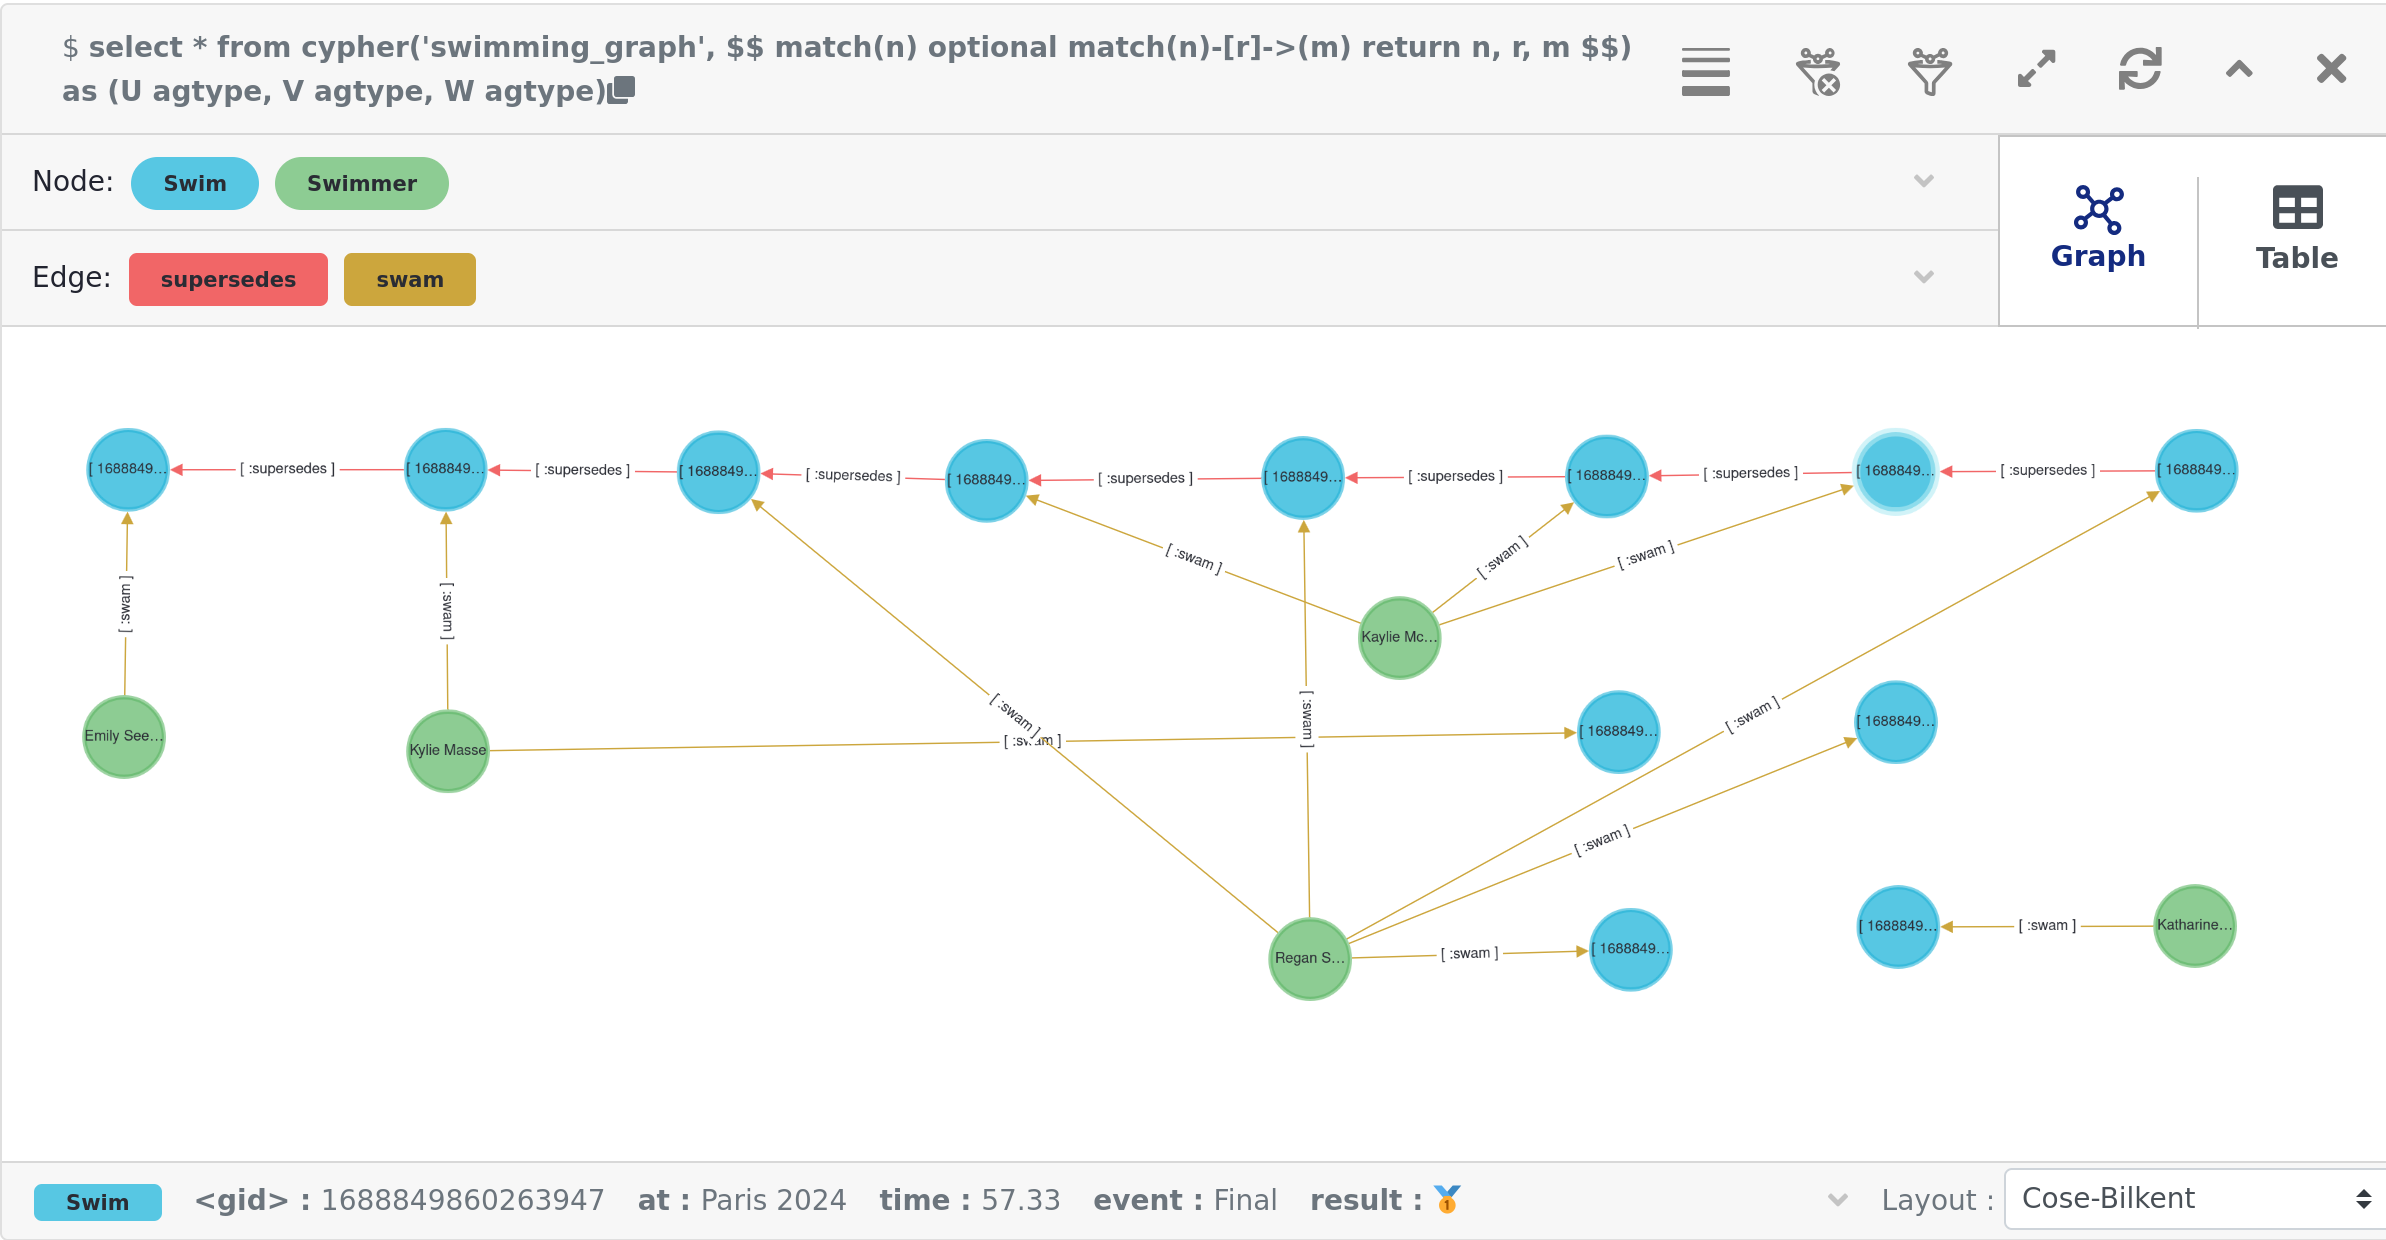 $ select * from cypher('swimming_graph', $$ match(n) optional match(n)-[r]->(m) return n, r, m $$)
as (U agtype, V agtype, W agtype)
Node: Swim Swimmer
Edge: supersedes swam
Graph Table
[ 1688849... [ :supersedes ] [ 1688849... [ :supersedes ] [ 1688849... [ :supersedes ] [ 1688849... [ :supersedes ] [ 1688849... [ :supersedes ] [ 1688849... [ :supersedes ] [ 1688849... [ :supersedes ] [ 1688849...
[ :swam ] [ :swam ] [ :swam ]
[ :swam ] [ :swam ]
Kaylie Mc...
[ :swam ] [ :swam ] [ :swam ]
Emily See... Kylie Masse [ :swam ] [ 1688849... [ 1688849...
[ :swam ]
[ 1688849... [ :swam ] Katharine...
Regan S... [ :swam ] [ 1688849...
Swim <gid> : 1688849860263947 at : Paris 2024 time : 57.33 event : Final result : 🥇 Layout : Cose-Bilkent